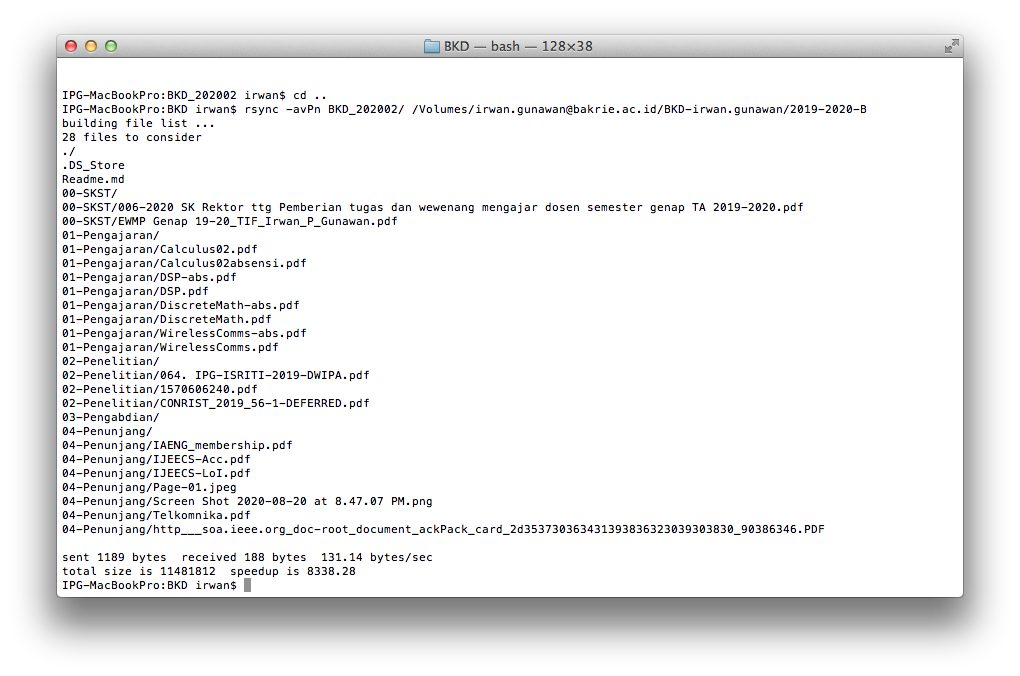 BKD — bash — 128×38
IPG-MacBookPro:BKD_202002 irwan$ cd ..
IPG-MacBookPro:BKD irwan$ rsync -avPn BKD_202002/ /Volumes/irwan.gunawan@bakrie.ac.id/BKD-irwan.gunawan/2019-2020-B
building file list ...
28 files to consider
./
.DS_Store
Readme.md
00-SKST/
00-SKST/006-2020 SK Rektor ttg Pemberian tugas dan wewenang mengajar dosen semester genap TA 2019-2020.pdf
00-SKST/EWMP Genap 19-20_TIF_Irwan_P_Gunawan.pdf
01-Pengajaran/
01-Pengajaran/Calculus02.pdf
01-Pengajaran/Calculus02absensi.pdf
01-Pengajaran/DSP-abs.pdf
01-Pengajaran/DSP.pdf
01-Pengajaran/DiscreteMath-abs.pdf
01-Pengajaran/DiscreteMath.pdf
01-Pengajaran/WirelessComms-abs.pdf
01-Pengajaran/WirelessComms.pdf
02-Penelitian/
02-Penelitian/064. IPG-ISRITI-2019-DWIPA.pdf
02-Penelitian/1570606240.pdf
02-Penelitian/CONRIST_2019_56-1-DEFERRED.pdf
03-Pengabdian/
04-Penunjang/
04-Penunjang/IAENG_membership.pdf
04-Penunjang/IJEECS-Acc.pdf
04-Penunjang/IJEECS-LoI.pdf
04-Penunjang/Page-01.jpeg
04-Penunjang/Screen Shot 2020-08-20 at 8.47.07 PM.png
04-Penunjang/Telkomnika.pdf
04-Penunjang/http___soa.ieee.org_doc-root_document_ackPack_card_2d353730363431393836323039303830_90386346.PDF
sent 1189 bytes  received 188 bytes  131.14 bytes/sec
total size is 11481812  speedup is 8338.28
IPG-MacBookPro:BKD irwan$